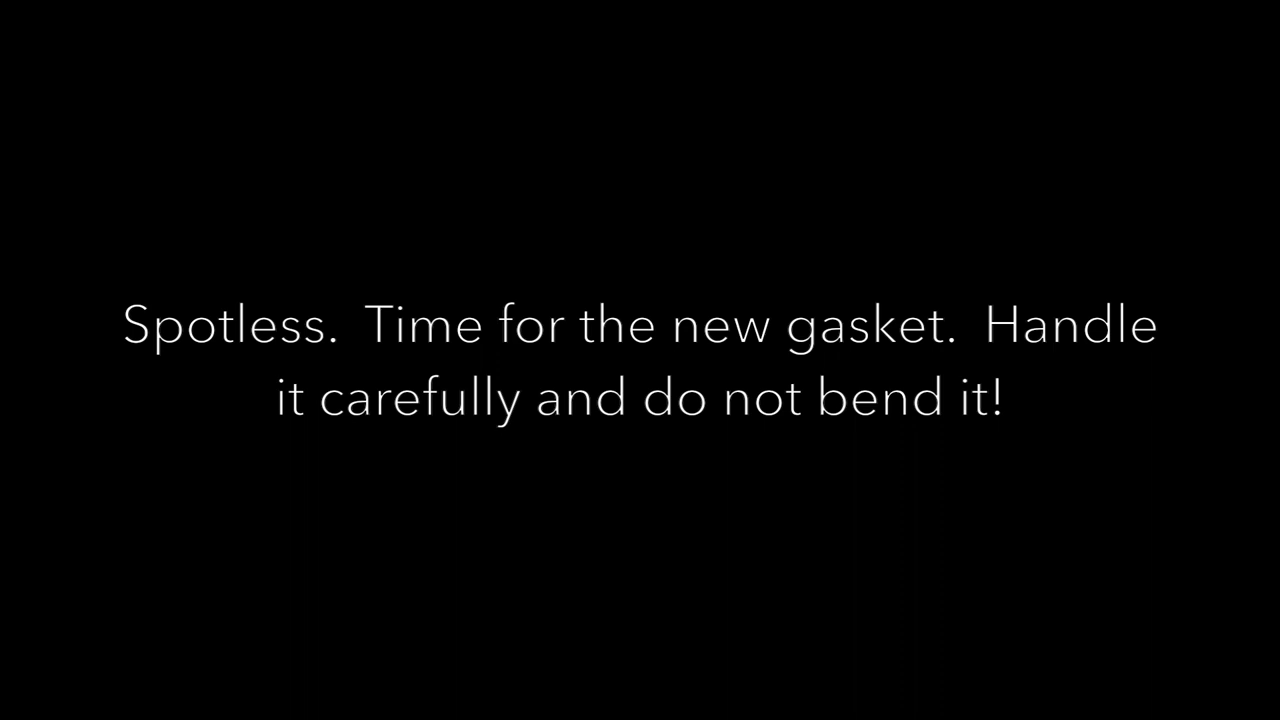 Spotless.  Time for the new gasket.  Handle
it carefully and do not bend it!